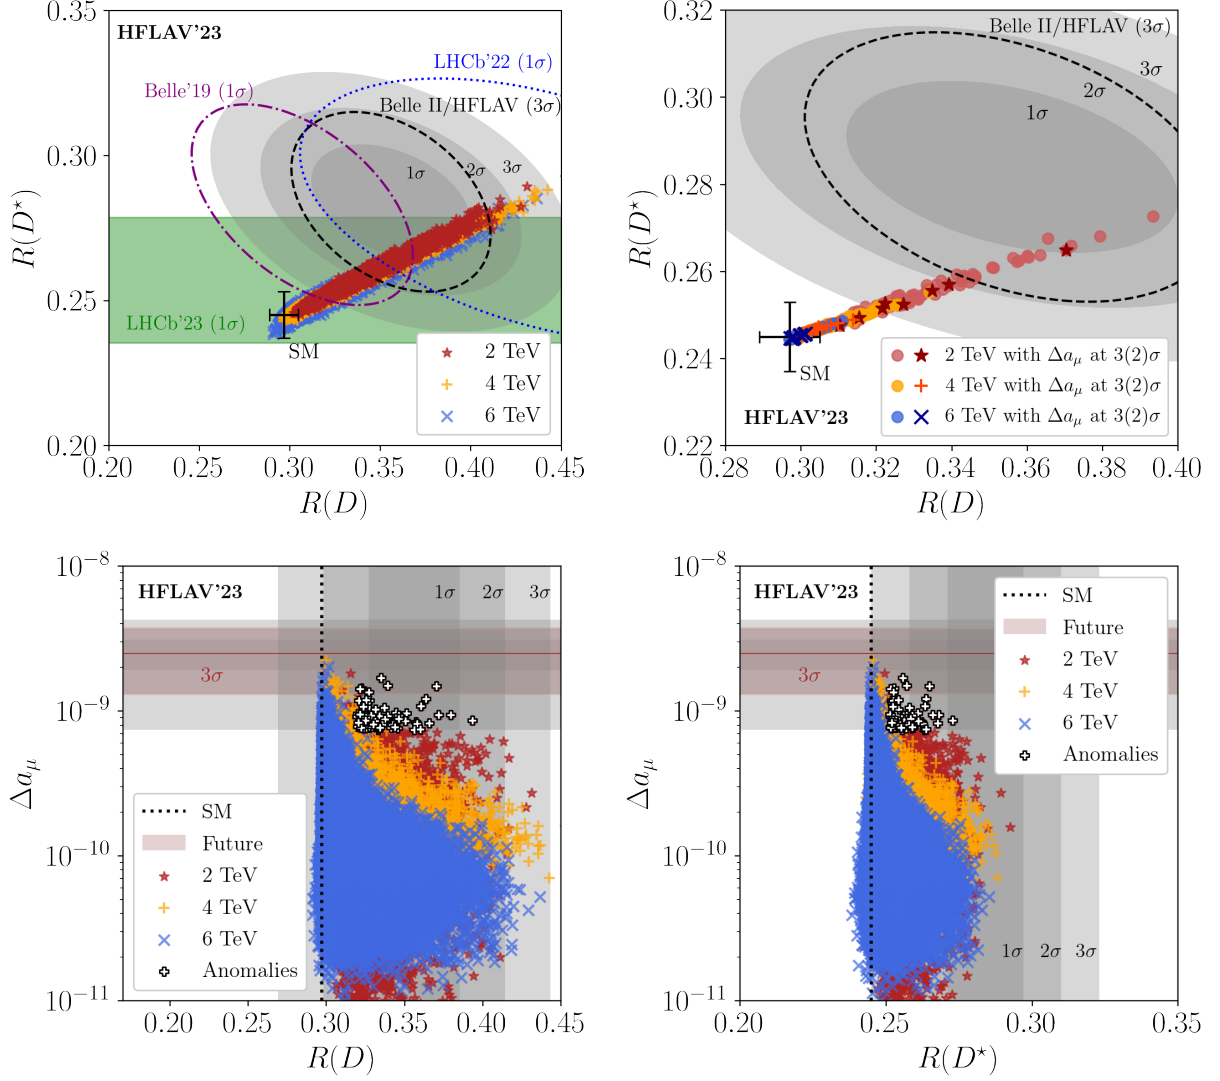 HFLAV'23
LHCb'22 (1σ)
Belle'19 (1σ)
Belle II/HFLAV (3σ)
1σ
2σ
3σ
LHCb'23 (1σ)
SM
2 TeV
4 TeV
6 TeV
0.35
0.30
0.25
0.20
R(D⋆)
0.20 0.25 0.30 0.35 0.40 0.45
R(D)
Belle II/HFLAV (3σ)
3σ
2σ
1σ
SM
HFLAV'23
2 TeV with Δaμ at 3(2)σ
4 TeV with Δaμ at 3(2)σ
6 TeV with Δaμ at 3(2)σ
0.32
0.30
0.28
0.26
0.24
0.22
R(D⋆)
0.28 0.30 0.32 0.34 0.36 0.38 0.40
R(D)
HFLAV'23
1σ 2σ 3σ
3σ
SM
Future
2 TeV
4 TeV
6 TeV
Anomalies
10⁻⁸
10⁻⁹
10⁻¹⁰
10⁻¹¹
Δaμ
0.20 0.25 0.30 0.35 0.40 0.45
R(D)
HFLAV'23
3σ
SM
Future
2 TeV
4 TeV
6 TeV
Anomalies
1σ 2σ 3σ
10⁻⁸
10⁻⁹
10⁻¹⁰
10⁻¹¹
Δaμ
0.20 0.25 0.30 0.35
R(D⋆)